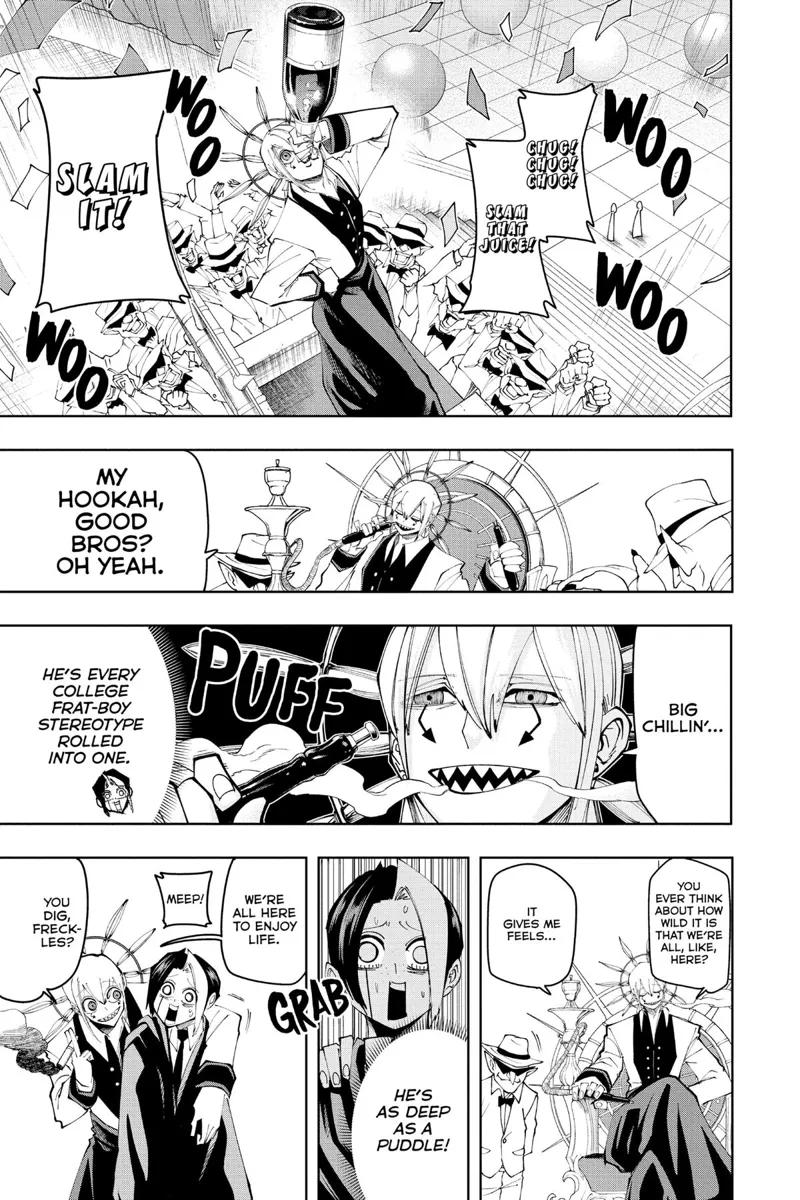 WOO
CHUG!
CHUG!
CHUG!
SLAM
THAT
JUICE!
WOO
WOO
SLAM
IT!
WOO
MY
HOOKAH,
GOOD
BROS?
OH YEAH.
BIG
CHILLIN'...
PUFF
HE'S EVERY
COLLEGE
FRAT-BOY
STEREOTYPE
ROLLED
INTO ONE.
YOU
EVER THINK
ABOUT HOW
WILD IT IS
THAT WE'RE
ALL, LIKE,
HERE?
IT
GIVES ME
FEELS...
HE'S
AS DEEP
AS A
PUDDLE!
GRAB
WE'RE
ALL HERE
TO ENJOY
LIFE.
MEEP!
YOU
DIG,
FRECK-
LES?